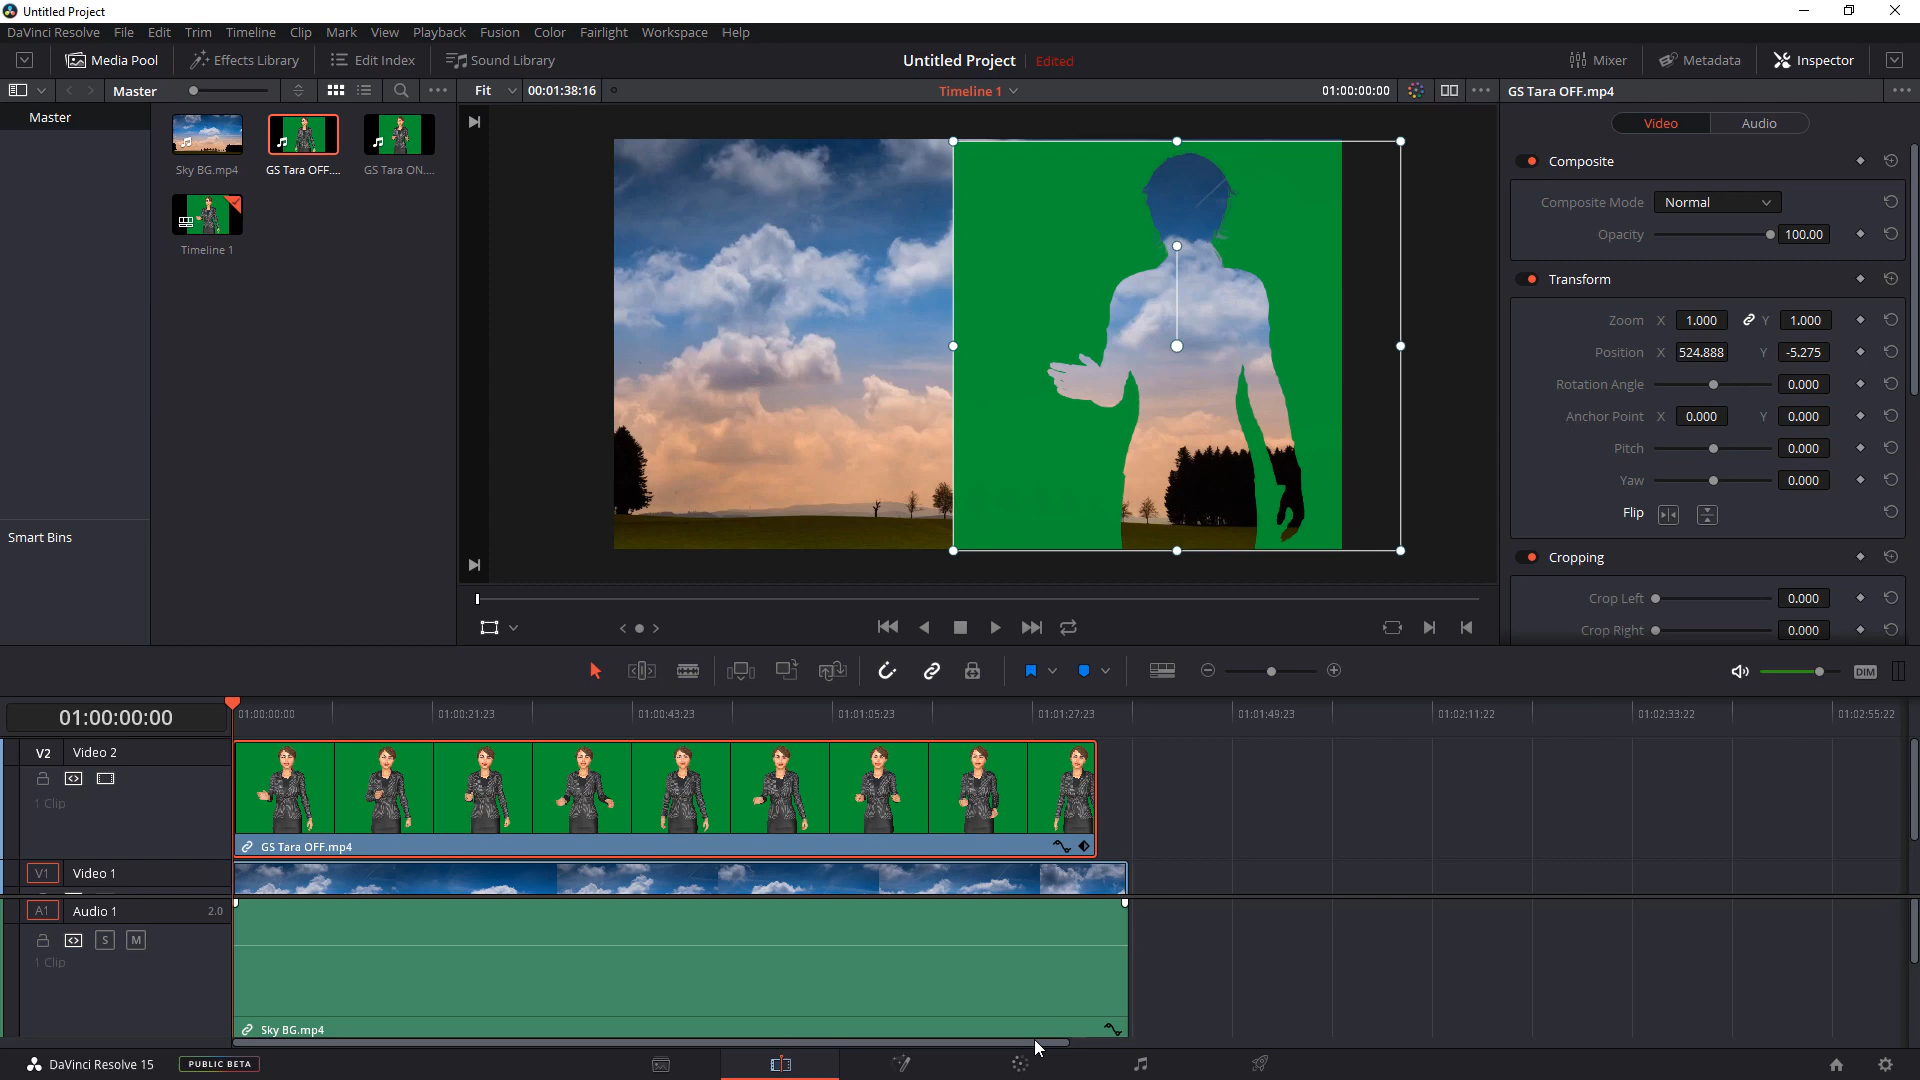 Untitled Project
DaVinci Resolve File Edit Trim Timeline Clip Mark View Playback Fusion Color Fairlight Workspace Help
Media Pool Effects Library Edit Index Sound Library Untitled Project Edited Mixer Metadata Inspector
Master Fit 00:01:38:16 Timeline 1 01:00:00:00 GS Tara OFF.mp4
Master
Video Audio
Sky BG.mp4 GS Tara OFF.... GS Tara ON....
Timeline 1
Smart Bins
Composite
Composite Mode Normal
Opacity 100.00
Transform
Zoom X 1.000 Y 1.000
Position X 524.888 Y -5.275
Rotation Angle 0.000
Anchor Point X 0.000 Y 0.000
Pitch 0.000
Yaw 0.000
Flip
Cropping
Crop Left 0.000
Crop Right 0.000
DIM
01:00:00:00 01:00:00:00 01:00:21:23 01:00:43:23 01:01:05:23 01:01:27:23 01:01:49:23 01:02:11:22 01:02:33:22 01:02:55:22
V2 Video 2
1 Clip
GS Tara OFF.mp4
V1 Video 1
A1 Audio 1 2.0
S M
1 Clip
Sky BG.mp4
DaVinci Resolve 15 PUBLIC BETA